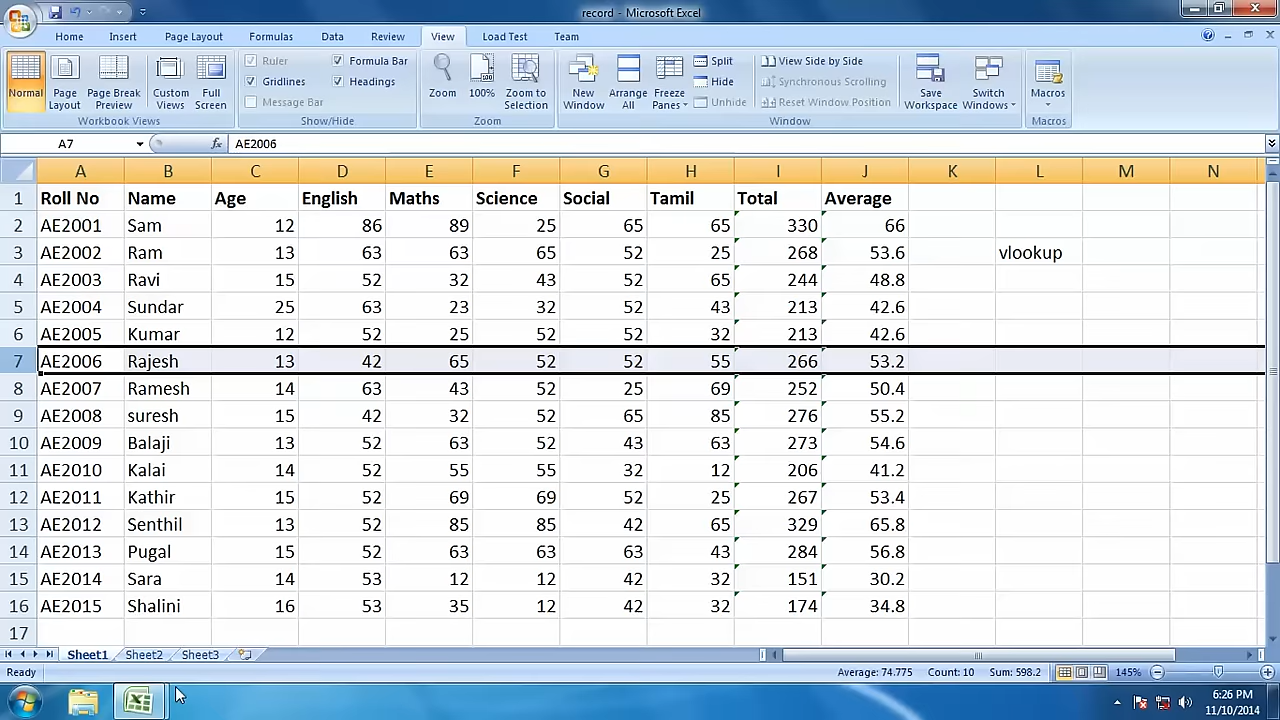 record - Microsoft Excel
Home Insert Page Layout Formulas Data Review View Load Test Team
Normal Page Layout Page Break Preview Custom Views Full Screen
Workbook Views
Ruler Formula Bar
Gridlines Headings
Message Bar
Show/Hide
Zoom 100% Zoom to Selection
Zoom
New Window Arrange All Freeze Panes
Split
Hide
Unhide
View Side by Side
Synchronous Scrolling
Reset Window Position
Save Workspace Switch Windows
Window
Macros
Macros
A7 fx AE2006
A B C D E F G H I J K L M N
1 Roll No Name Age English Maths Science Social Tamil Total Average
2 AE2001 Sam 12 86 89 25 65 65 330 66
3 AE2002 Ram 13 63 63 65 52 25 268 53.6 vlookup
4 AE2003 Ravi 15 52 32 43 52 65 244 48.8
5 AE2004 Sundar 25 63 23 32 52 43 213 42.6
6 AE2005 Kumar 12 52 25 52 52 32 213 42.6
7 AE2006 Rajesh 13 42 65 52 52 55 266 53.2
8 AE2007 Ramesh 14 63 43 52 25 69 252 50.4
9 AE2008 suresh 15 42 32 52 65 85 276 55.2
10 AE2009 Balaji 13 52 63 52 43 63 273 54.6
11 AE2010 Kalai 14 52 55 55 32 12 206 41.2
12 AE2011 Kathir 15 52 69 69 52 25 267 53.4
13 AE2012 Senthil 13 52 85 85 42 65 329 65.8
14 AE2013 Pugal 15 52 63 63 63 43 284 56.8
15 AE2014 Sara 14 53 12 12 42 32 151 30.2
16 AE2015 Shalini 16 53 35 12 42 32 174 34.8
17
Sheet1 Sheet2 Sheet3
Ready Average: 74.775 Count: 10 Sum: 598.2 145%
6:26 PM
11/10/2014